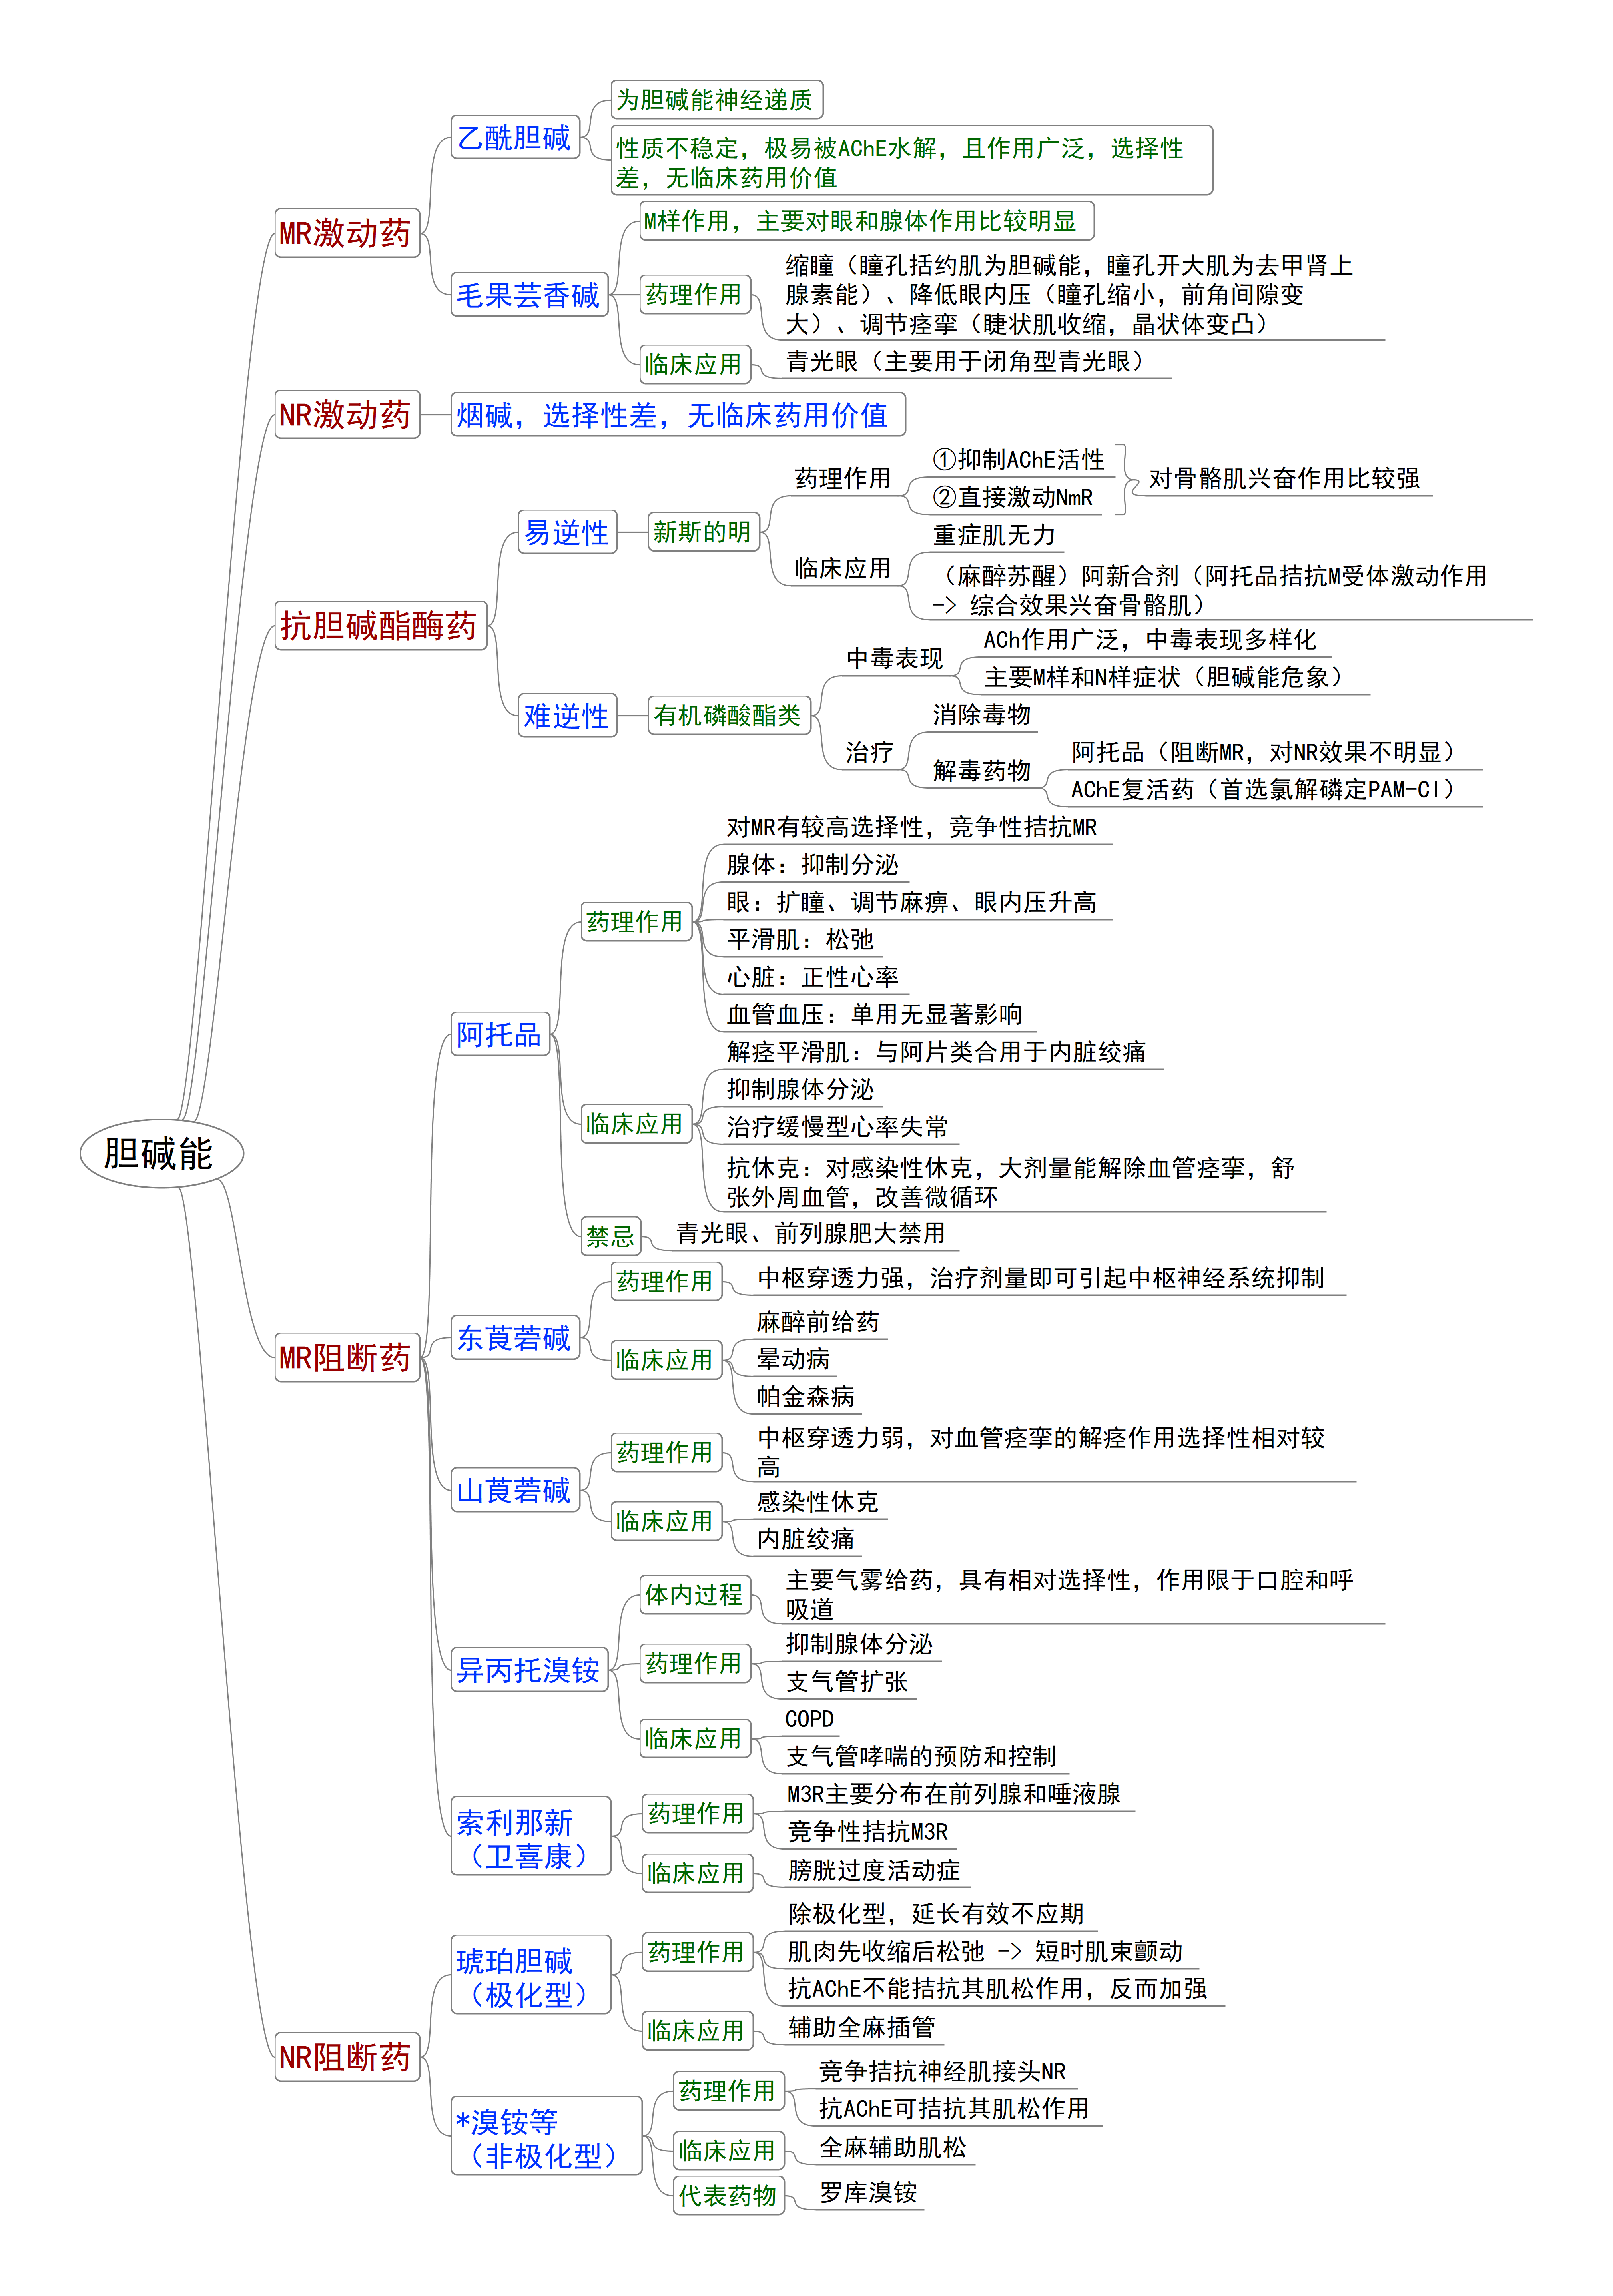 胆碱能
MR激动药
乙酰胆碱
为胆碱能神经递质
性质不稳定，极易被AChE水解，且作用广泛，选择性
差，无临床药用价值
毛果芸香碱
M样作用，主要对眼和腺体作用比较明显
药理作用
缩瞳（瞳孔括约肌为胆碱能，瞳孔开大肌为去甲肾上
腺素能）、降低眼内压（瞳孔缩小，前角间隙变
大）、调节痉挛（睫状肌收缩，晶状体变凸）
临床应用
青光眼（主要用于闭角型青光眼）
NR激动药
烟碱，选择性差，无临床药用价值
抗胆碱酯酶药
易逆性
新斯的明
药理作用
①抑制AChE活性
②直接激动NmR
对骨骼肌兴奋作用比较强
临床应用
重症肌无力
（麻醉苏醒）阿新合剂（阿托品拮抗M受体激动作用
-> 综合效果兴奋骨骼肌）
难逆性
有机磷酸酯类
中毒表现
ACh作用广泛，中毒表现多样化
主要M样和N样症状（胆碱能危象）
治疗
消除毒物
解毒药物
阿托品（阻断MR，对NR效果不明显）
AChE复活药（首选氯解磷定PAM-Cl）
MR阻断药
阿托品
药理作用
对MR有较高选择性，竞争性拮抗MR
腺体：抑制分泌
眼：扩瞳、调节麻痹、眼内压升高
平滑肌：松弛
心脏：正性心率
血管血压：单用无显著影响
临床应用
解痉平滑肌：与阿片类合用于内脏绞痛
抑制腺体分泌
治疗缓慢型心率失常
抗休克：对感染性休克，大剂量能解除血管痉挛，舒
张外周血管，改善微循环
禁忌
青光眼、前列腺肥大禁用
东莨菪碱
药理作用
中枢穿透力强，治疗剂量即可引起中枢神经系统抑制
临床应用
麻醉前给药
晕动病
帕金森病
山莨菪碱
药理作用
中枢穿透力弱，对血管痉挛的解痉作用选择性相对较
高
临床应用
感染性休克
内脏绞痛
异丙托溴铵
体内过程
主要气雾给药，具有相对选择性，作用限于口腔和呼
吸道
药理作用
抑制腺体分泌
支气管扩张
临床应用
COPD
支气管哮喘的预防和控制
索利那新
（卫喜康）
药理作用
M3R主要分布在前列腺和唾液腺
竞争性拮抗M3R
临床应用
膀胱过度活动症
NR阻断药
琥珀胆碱
（极化型）
药理作用
除极化型，延长有效不应期
肌肉先收缩后松弛 -> 短时肌束颤动
抗AChE不能拮抗其肌松作用，反而加强
临床应用
辅助全麻插管
*溴铵等
（非极化型）
药理作用
竞争拮抗神经肌接头NR
抗AChE可拮抗其肌松作用
临床应用
全麻辅助肌松
代表药物
罗库溴铵